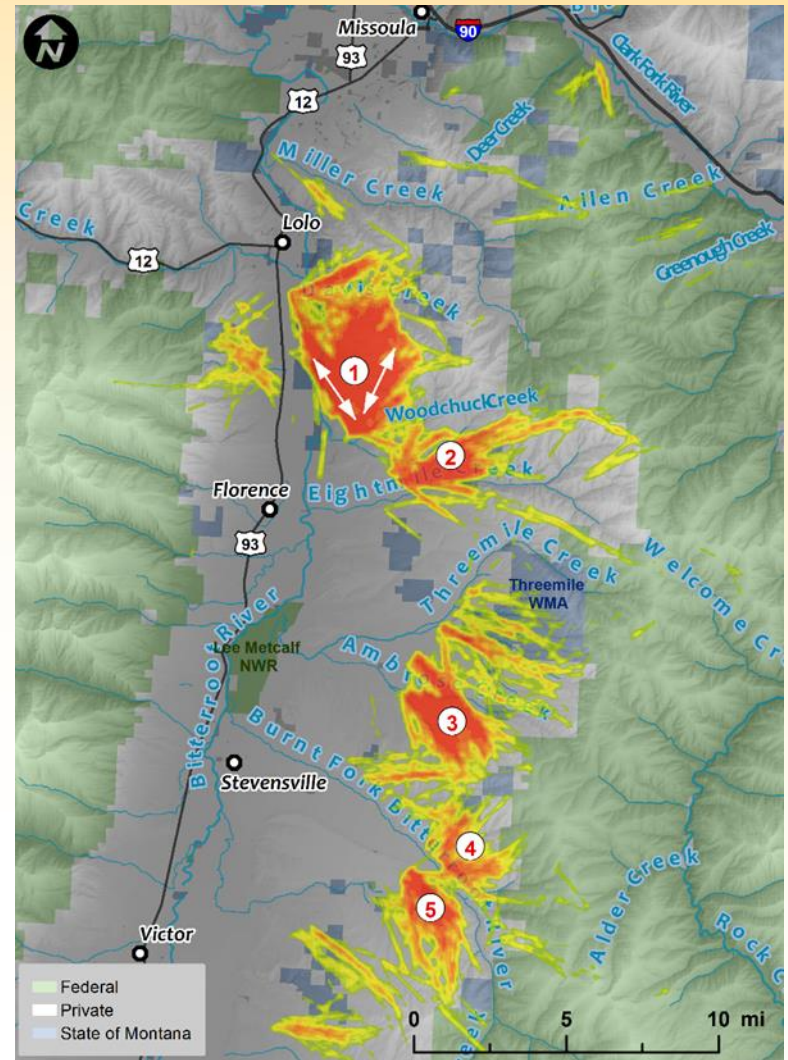 N
Missoula
90
93
12
Clark Fork River
Deer Creek
Miller Creek
Allen Creek
Lolo
Creek
12
Greenough Creek
Davis Creek
1
Woodchuck Creek
2
Eightmile Creek
Florence
93
Threemile Creek
Welcome Cre
Threemile
WMA
Bitterroot River
Lee Metcalf
NWR
Ambrose Creek
3
Burnt Fork Bitterroot River
Stevensville
4
5
Alder Creek
Rock C
Victor
Federal
Private
State of Montana
0 5 10 mi